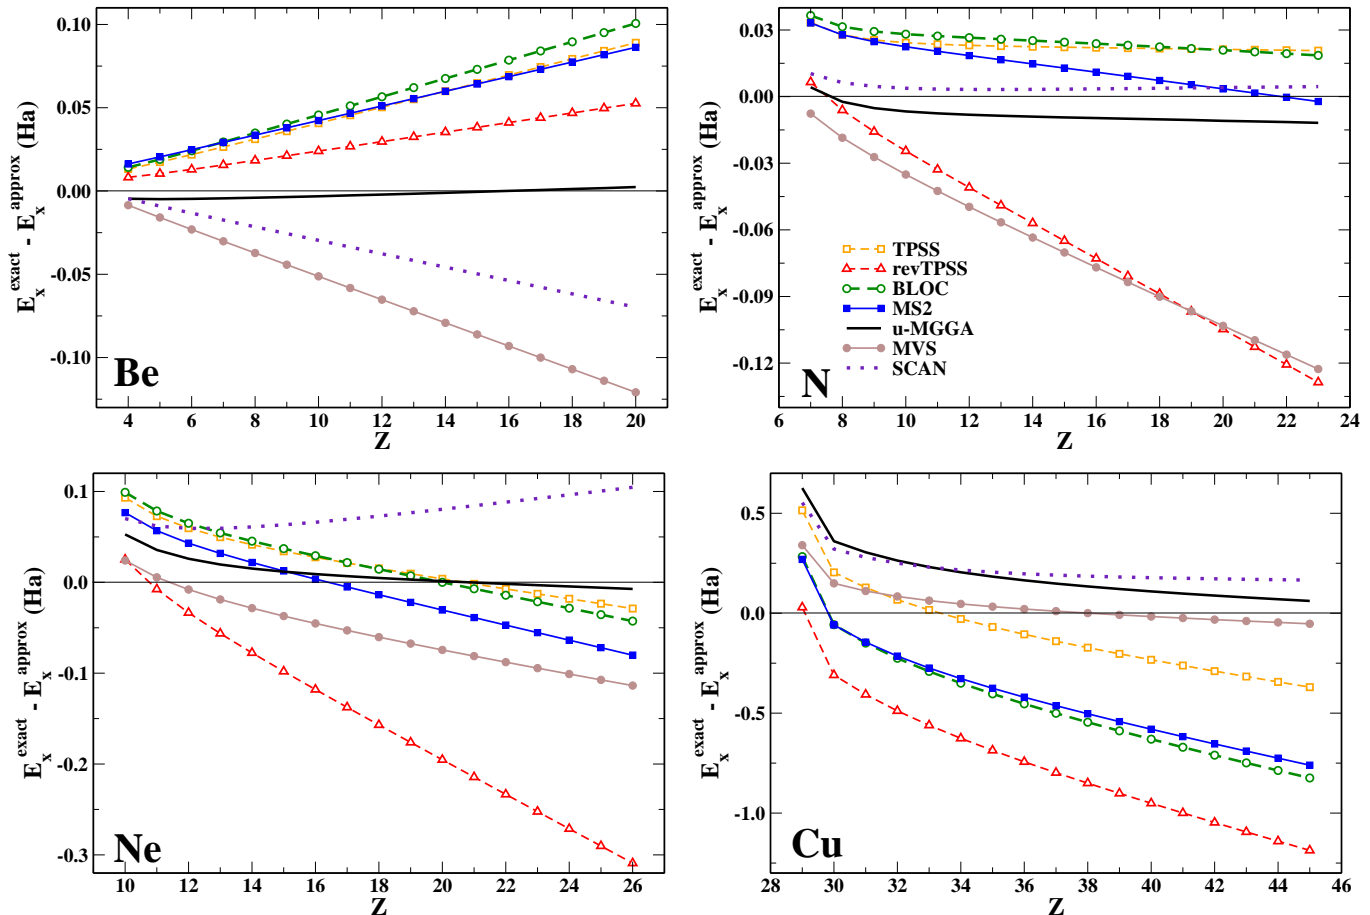 0.10
0.05
0.00
-0.05
-0.10
E_x^exact - E_x^approx (Ha)
Be
4 6 8 10 12 14 16 18 20
Z
0.03
0.00
-0.03
-0.06
-0.09
-0.12
E_x^exact - E_x^approx (Ha)
TPSS
revTPSS
BLOC
MS2
u-MGGA
MVS
SCAN
N
6 8 10 12 14 16 18 20 22 24
Z
0.1
0.0
-0.1
-0.2
-0.3
E_x^exact - E_x^approx (Ha)
Ne
10 12 14 16 18 20 22 24 26
Z
0.5
0.0
-0.5
-1.0
E_x^exact - E_x^approx (Ha)
Cu
28 30 32 34 36 38 40 42 44 46
Z